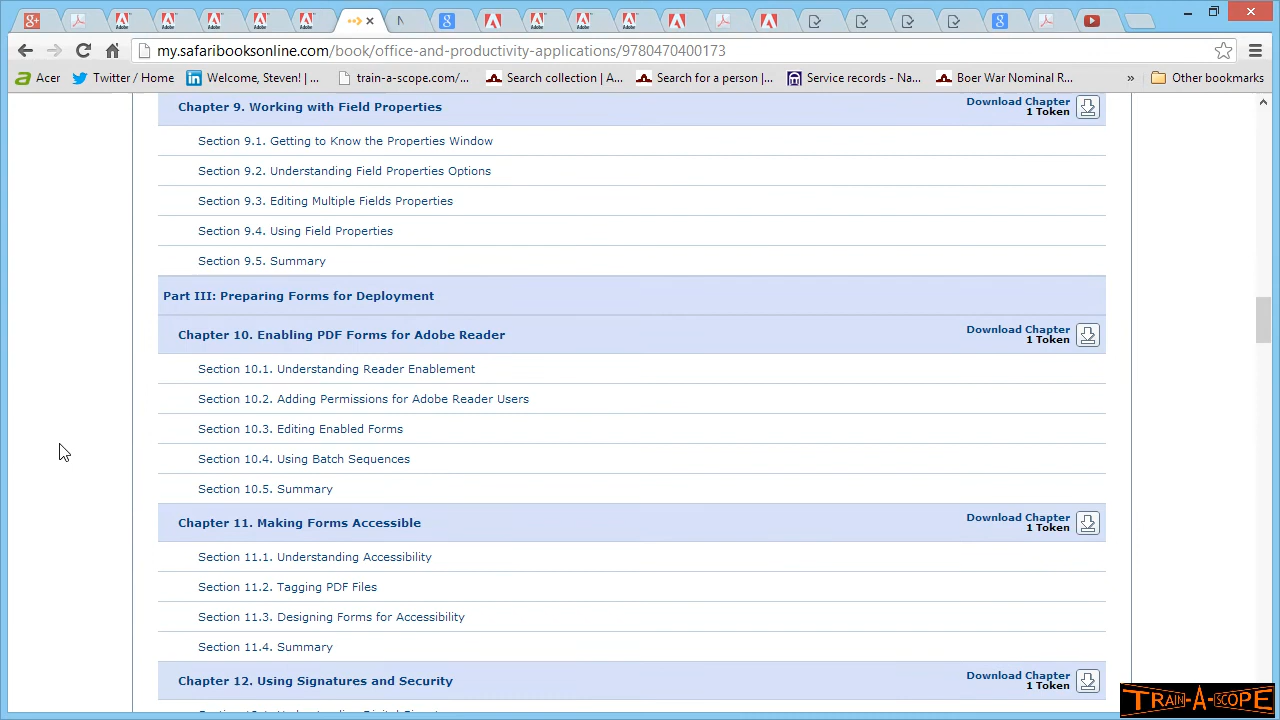 my.safaribooksonline.com/book/office-and-productivity-applications/9780470400173
Acer
Twitter / Home
Welcome, Steven! | ...
train-a-scope.com/...
Search collection | A...
Search for a person |...
Service records - Na...
Boer War Nominal R...
»
Other bookmarks
Chapter 9. Working with Field Properties
Download Chapter
1 Token
Section 9.1. Getting to Know the Properties Window
Section 9.2. Understanding Field Properties Options
Section 9.3. Editing Multiple Fields Properties
Section 9.4. Using Field Properties
Section 9.5. Summary
Part III: Preparing Forms for Deployment
Chapter 10. Enabling PDF Forms for Adobe Reader
Download Chapter
1 Token
Section 10.1. Understanding Reader Enablement
Section 10.2. Adding Permissions for Adobe Reader Users
Section 10.3. Editing Enabled Forms
Section 10.4. Using Batch Sequences
Section 10.5. Summary
Chapter 11. Making Forms Accessible
Download Chapter
1 Token
Section 11.1. Understanding Accessibility
Section 11.2. Tagging PDF Files
Section 11.3. Designing Forms for Accessibility
Section 11.4. Summary
Chapter 12. Using Signatures and Security
Download Chapter
1 Token
TRAIN-A-SCOPE